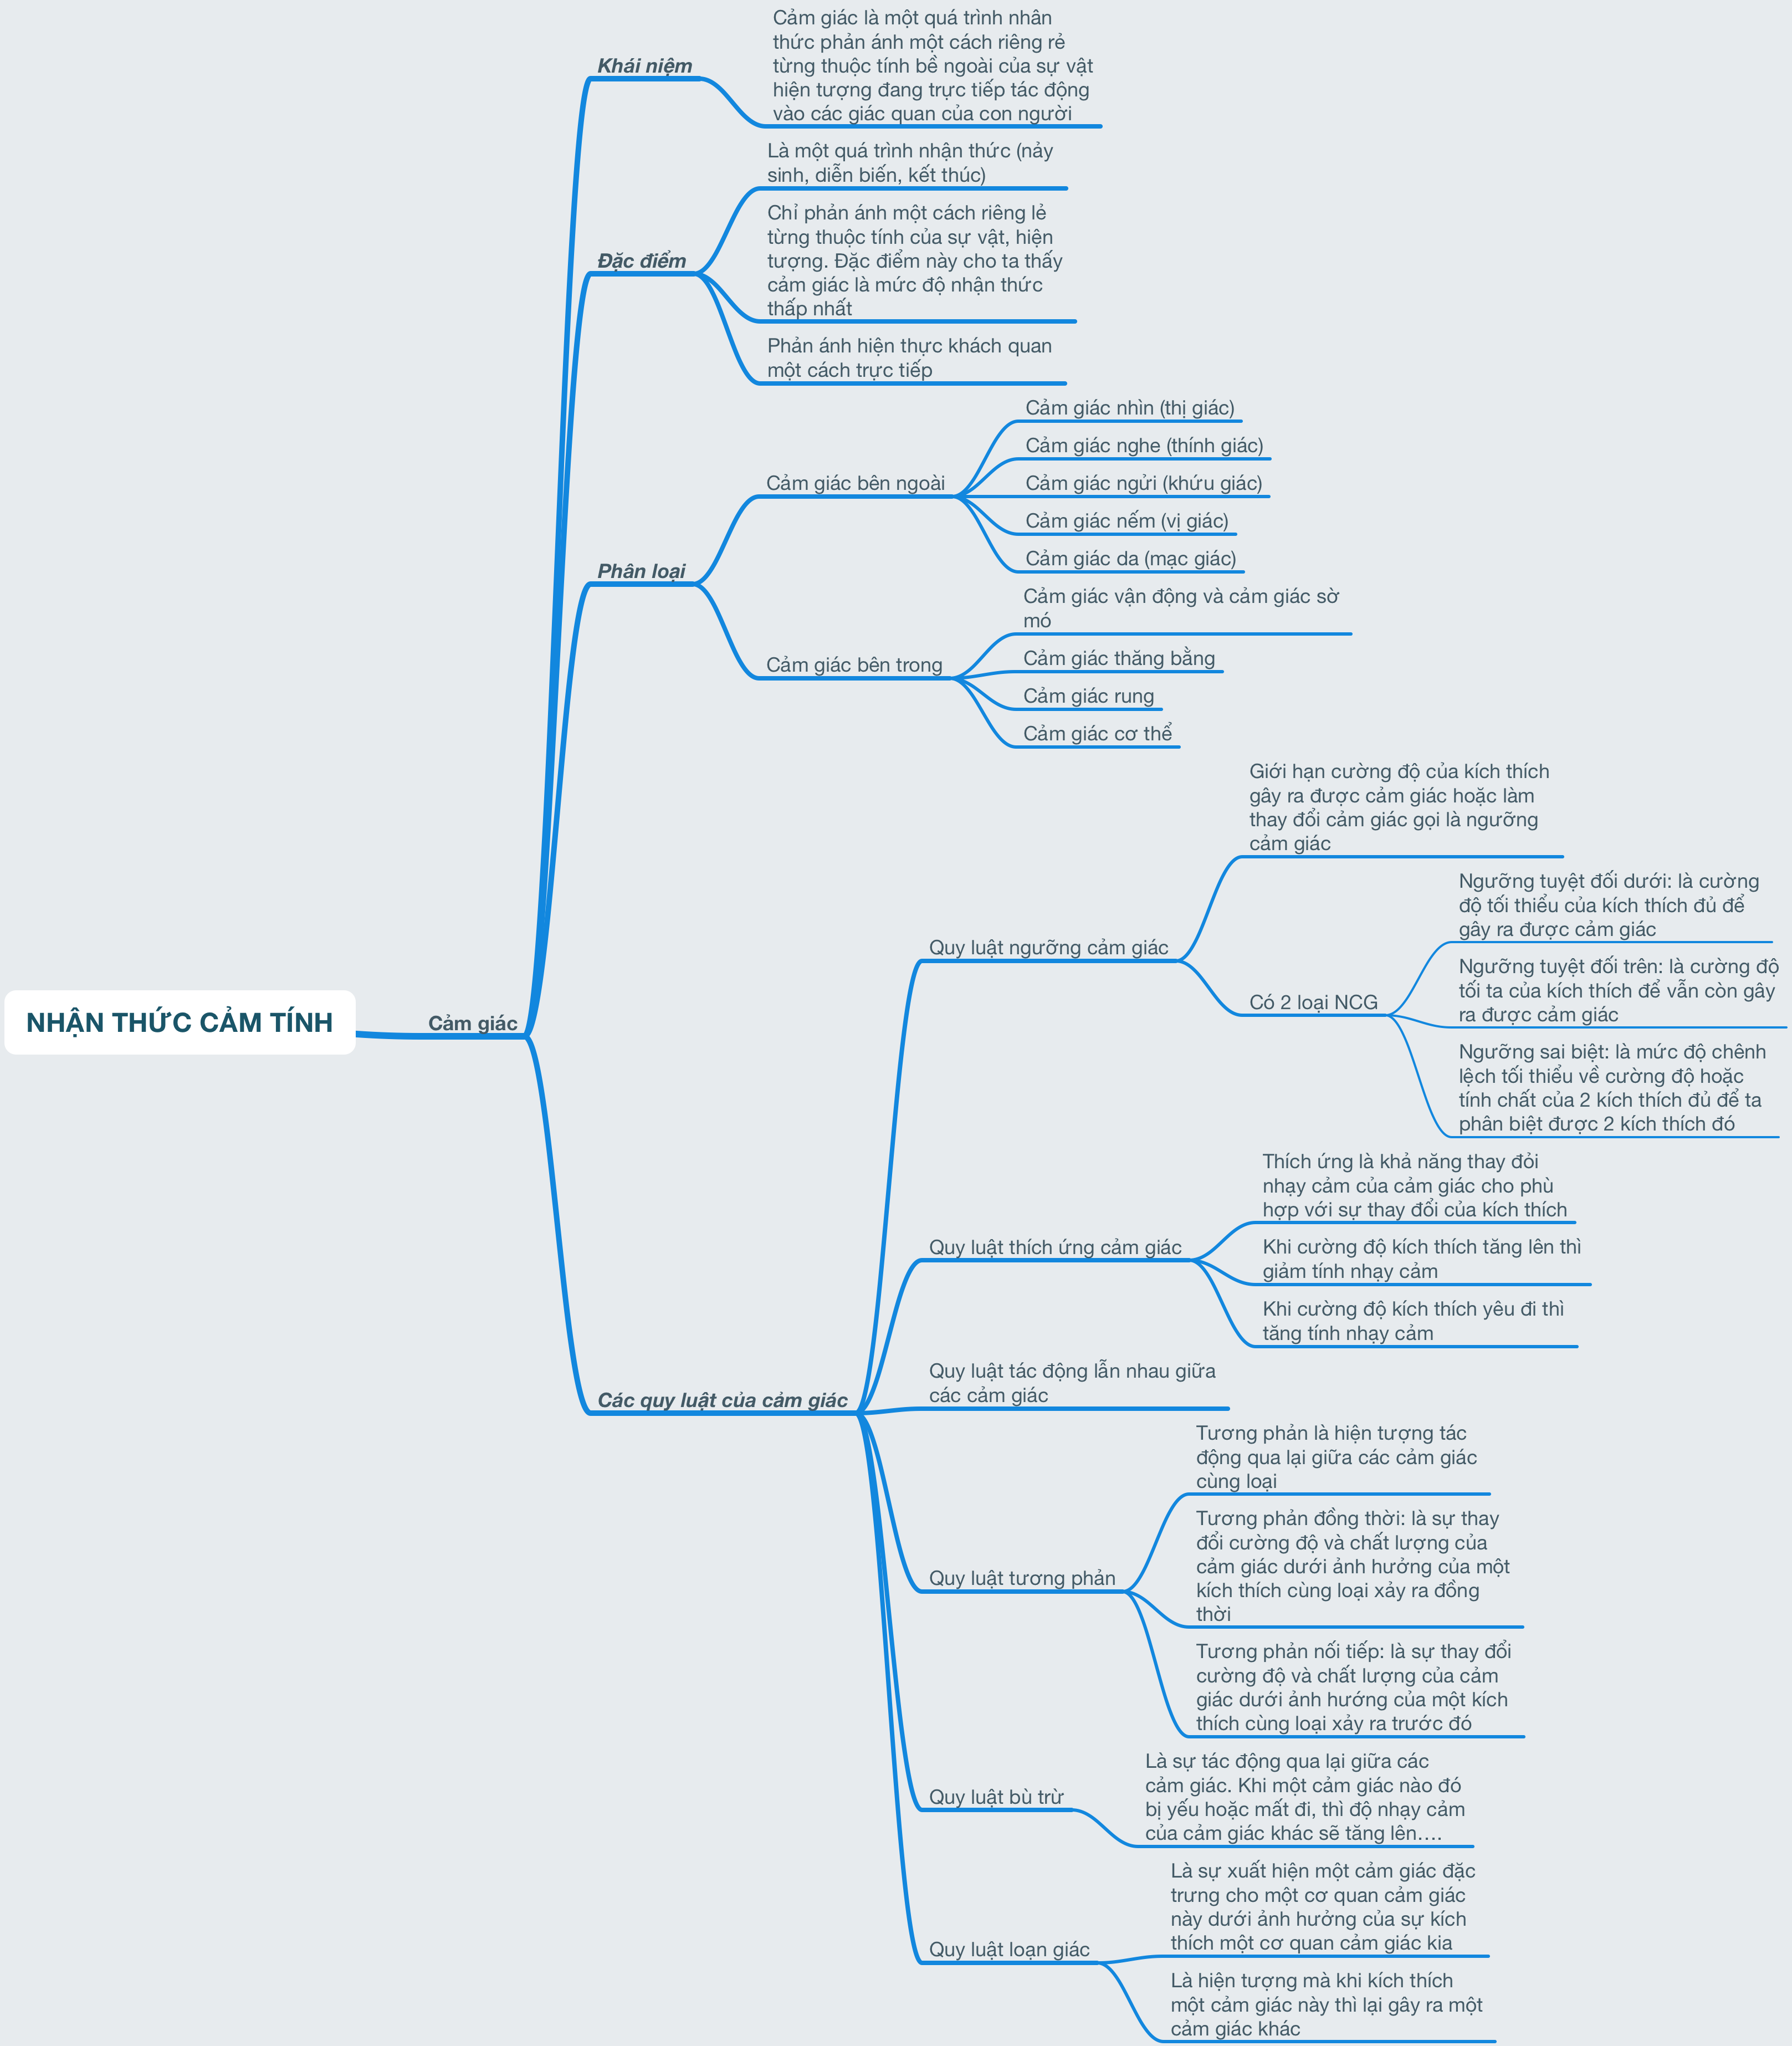 Cảm giác là một quá trình nhân
thức phản ánh một cách riêng rẻ
từng thuộc tính bề ngoài của sự vật
hiện tượng đang trực tiếp tác động
vào các giác quan của con người
Khái niệm
Là một quá trình nhận thức (nảy
sinh, diễn biến, kết thúc)
Chỉ phản ánh một cách riêng lẻ
từng thuộc tính của sự vật, hiện
tượng. Đặc điểm này cho ta thấy
cảm giác là mức độ nhận thức
thấp nhất
Đặc điểm
Phản ánh hiện thực khách quan
một cách trực tiếp
Cảm giác nhìn (thị giác)
Cảm giác nghe (thính giác)
Cảm giác bên ngoài
Cảm giác ngửi (khứu giác)
Cảm giác nếm (vị giác)
Cảm giác da (mạc giác)
Phân loại
Cảm giác vận động và cảm giác sờ
mó
Cảm giác bên trong
Cảm giác thăng bằng
Cảm giác rung
Cảm giác cơ thể
Giới hạn cường độ của kích thích
gây ra được cảm giác hoặc làm
thay đổi cảm giác gọi là ngưỡng
cảm giác
Quy luật ngưỡng cảm giác
Ngưỡng tuyệt đối dưới: là cường
độ tối thiểu của kích thích đủ để
gây ra được cảm giác
Có 2 loại NCG
Ngưỡng tuyệt đối trên: là cường độ
tối ta của kích thích để vẫn còn gây
ra được cảm giác
Ngưỡng sai biệt: là mức độ chênh
lệch tối thiểu về cường độ hoặc
tính chất của 2 kích thích đủ để ta
phân biệt được 2 kích thích đó
NHẬN THỨC CẢM TÍNH
Cảm giác
Thích ứng là khả năng thay đỏi
nhạy cảm của cảm giác cho phù
hợp với sự thay đổi của kích thích
Quy luật thích ứng cảm giác
Khi cường độ kích thích tăng lên thì
giảm tính nhạy cảm
Khi cường độ kích thích yêu đi thì
tăng tính nhạy cảm
Quy luật tác động lẫn nhau giữa
các cảm giác
Các quy luật của cảm giác
Tương phản là hiện tượng tác
động qua lại giữa các cảm giác
cùng loại
Tương phản đồng thời: là sự thay
đổi cường độ và chất lượng của
cảm giác dưới ảnh hưởng của một
kích thích cùng loại xảy ra đồng
thời
Quy luật tương phản
Tương phản nối tiếp: là sự thay đổi
cường độ và chất lượng của cảm
giác dưới ảnh hướng của một kích
thích cùng loại xảy ra trước đó
Quy luật bù trừ
Là sự tác động qua lại giữa các
cảm giác. Khi một cảm giác nào đó
bị yếu hoặc mất đi, thì độ nhạy cảm
của cảm giác khác sẽ tăng lên....
Là sự xuất hiện một cảm giác đặc
trưng cho một cơ quan cảm giác
này dưới ảnh hưởng của sự kích
thích một cơ quan cảm giác kia
Quy luật loạn giác
Là hiện tượng mà khi kích thích
một cảm giác này thì lại gây ra một
cảm giác khác